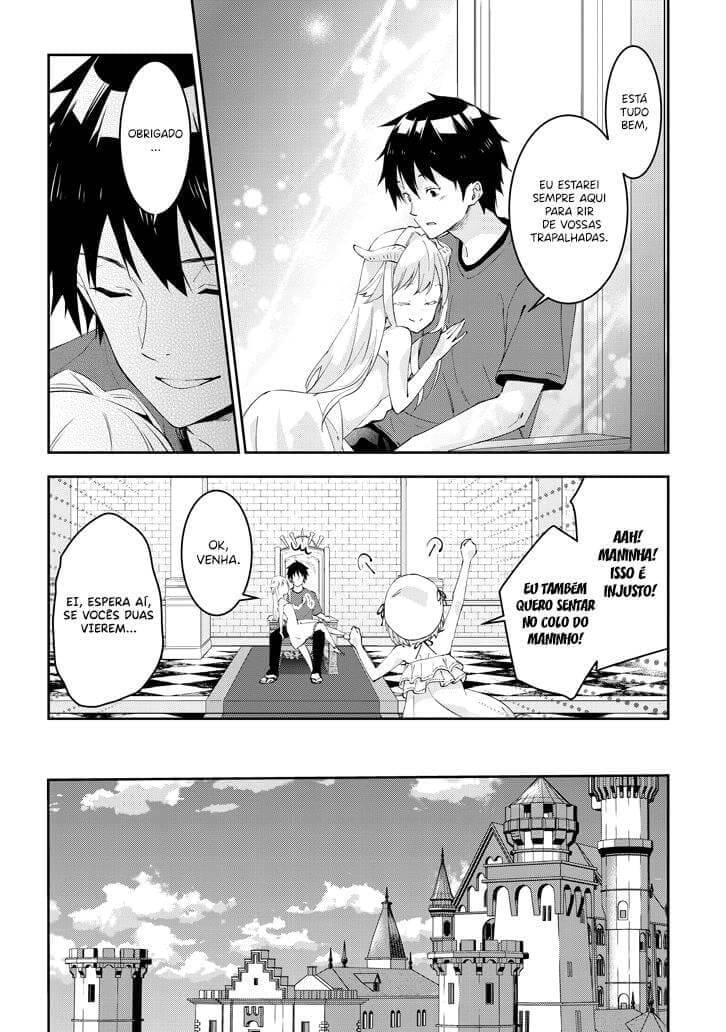 ESTÁ
TUDO
BEM,
EU ESTAREI
SEMPRE AQUI
PARA RIR
DE VOSSAS
TRAPALHADAS.
OBRIGADO
...
AAH!
MANINHA!
ISSO É
INJUSTO!
EU TAMBÉM
QUERO SENTAR
NO COLO DO
MANINHO!
OK,
VENHA.
EI, ESPERA AÍ,
SE VOCÊS DUAS
VIEREM...